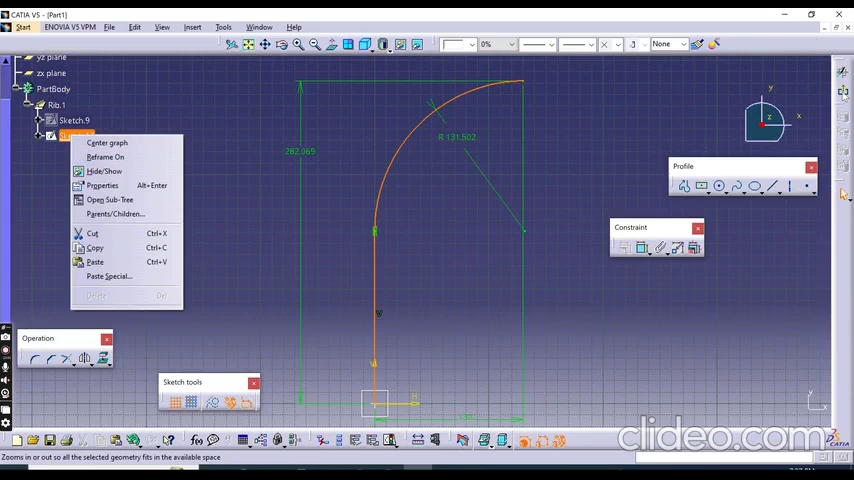 CATIA V5 - [Part1]
Start ENOVIA V5 VPM File Edit View Insert Tools Window Help
0% None
yz plane
zx plane
PartBody
Rib.1
Sketch.9
Center graph
Reframe On
Hide/Show
Properties Alt+Enter
Open Sub-Tree
Parents/Children...
Cut Ctrl+X
Copy Ctrl+C
Paste Ctrl+V
Paste Special...
Delete Del
282.069
R 131.502
V
H
y
x
z
Profile
Constraint
Operation
Sketch tools
y
x
f(x)
clideo.com
CATIA
Zooms in or out so all the selected geometry fits in the available space